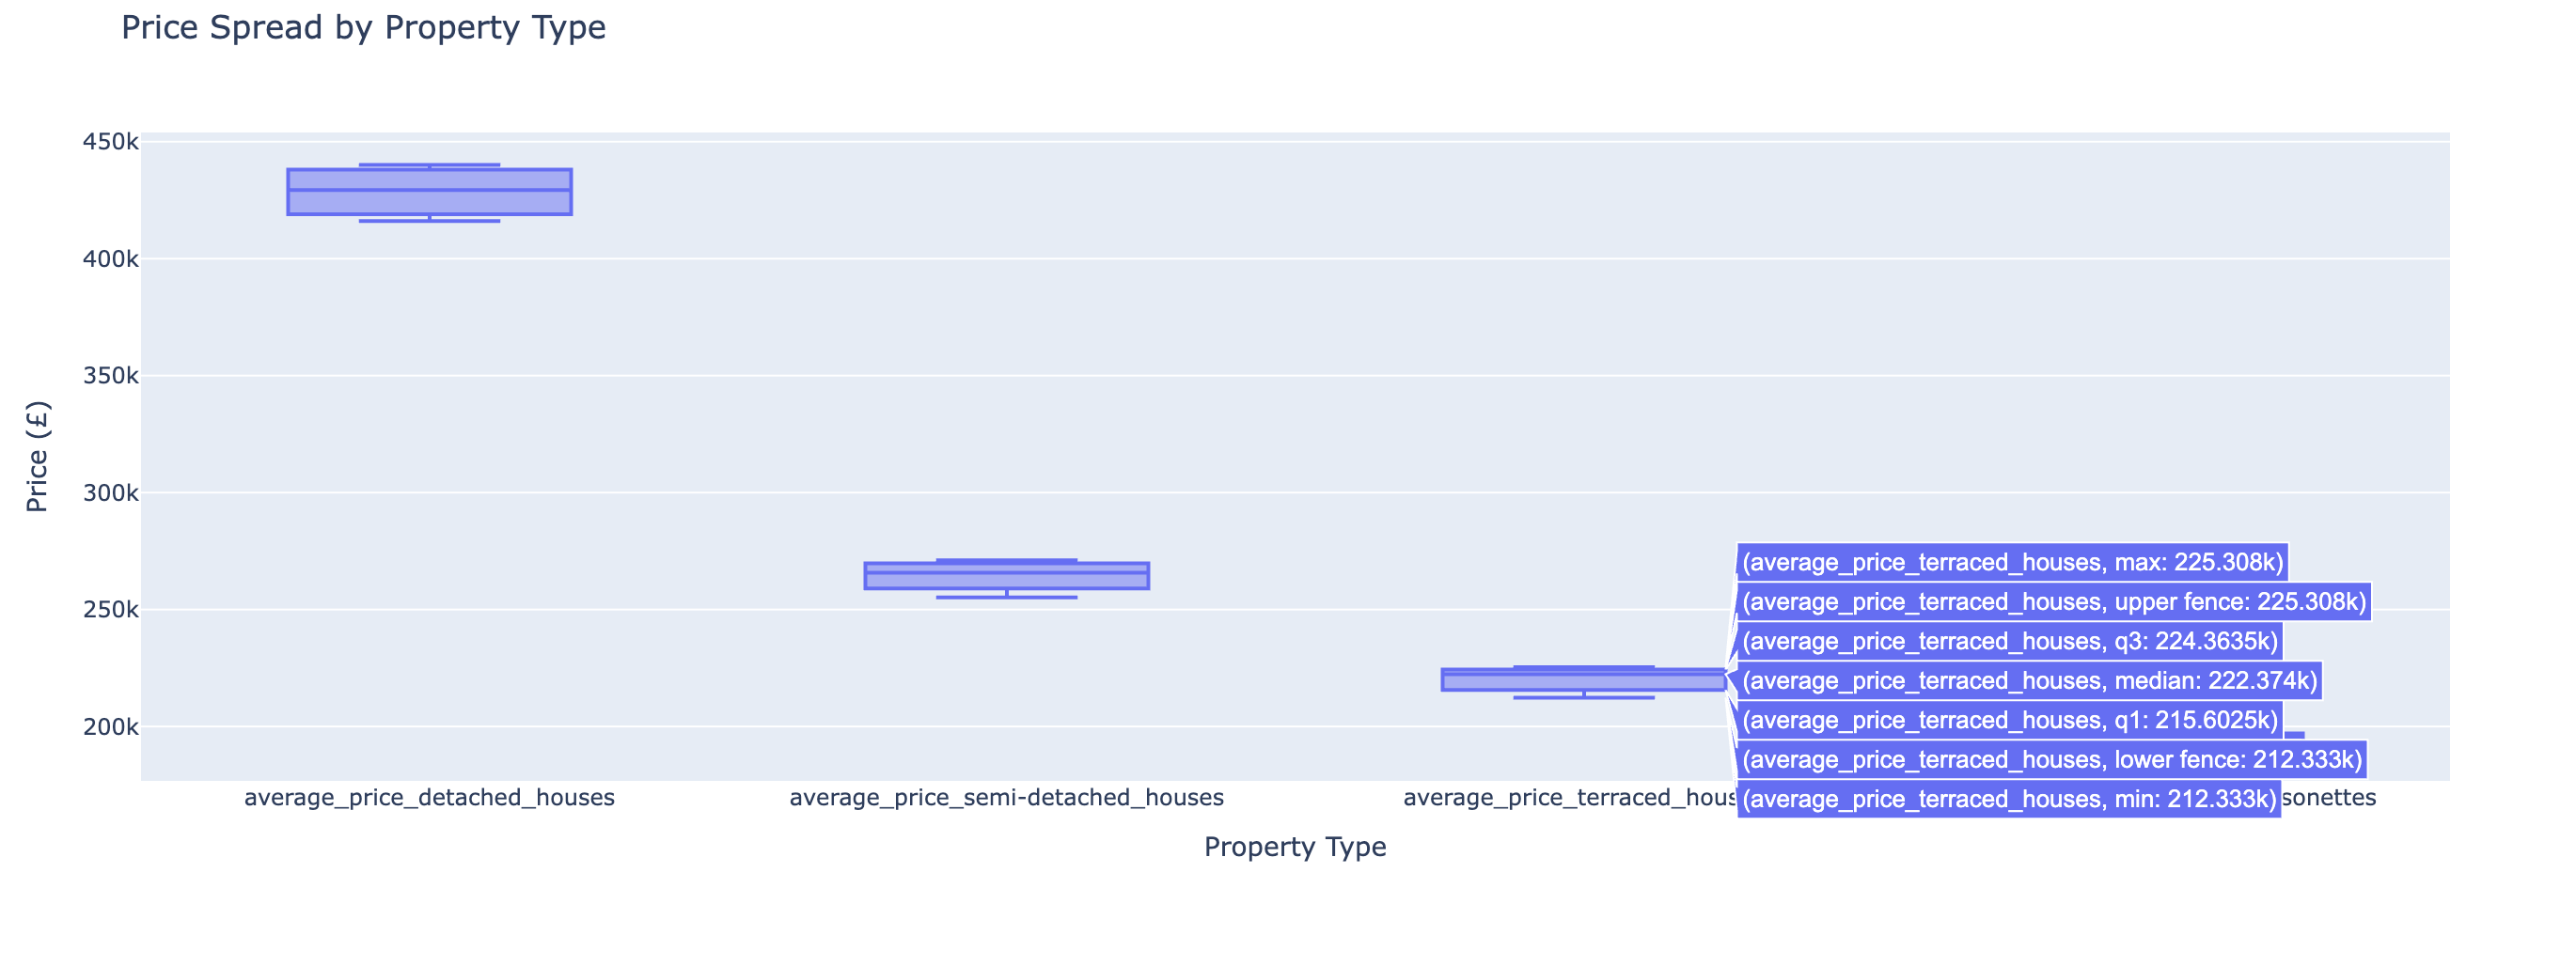 Price Spread by Property Type
450k
400k
350k
300k
250k
200k
Price (£)
(average_price_terraced_houses, max: 225.308k)
(average_price_terraced_houses, upper fence: 225.308k)
(average_price_terraced_houses, q3: 224.3635k)
(average_price_terraced_houses, median: 222.374k)
(average_price_terraced_houses, q1: 215.6025k)
(average_price_terraced_houses, lower fence: 212.333k)
(average_price_terraced_houses, min: 212.333k)
average_price_detached_houses
average_price_semi-detached_houses
average_price_terraced_hous
sonettes
Property Type